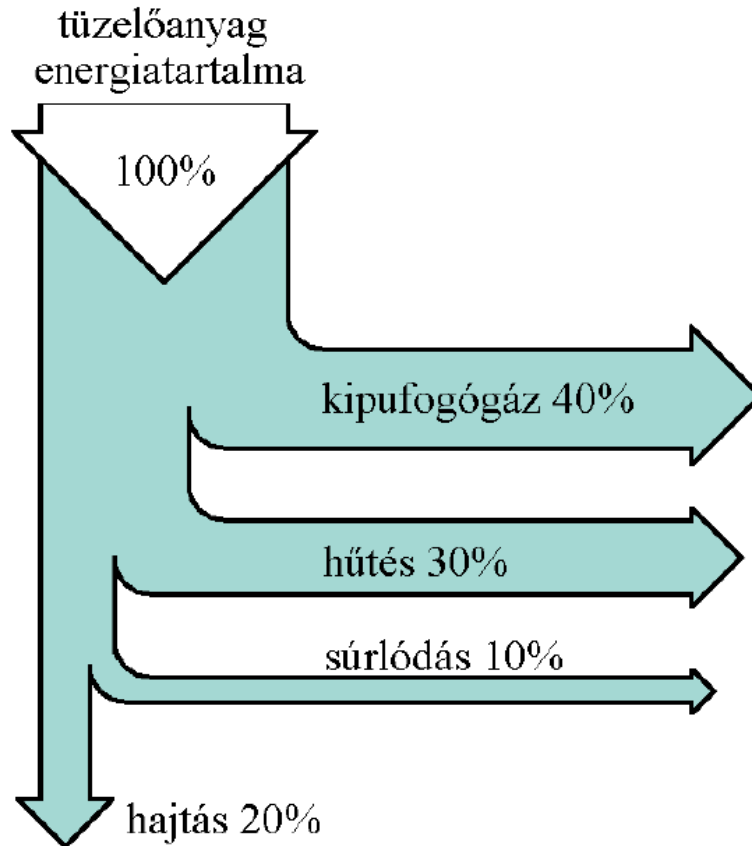 tüzelőanyag
energiatartalma
100%
kipufogógáz 40%
hűtés 30%
súrlódás 10%
hajtás 20%